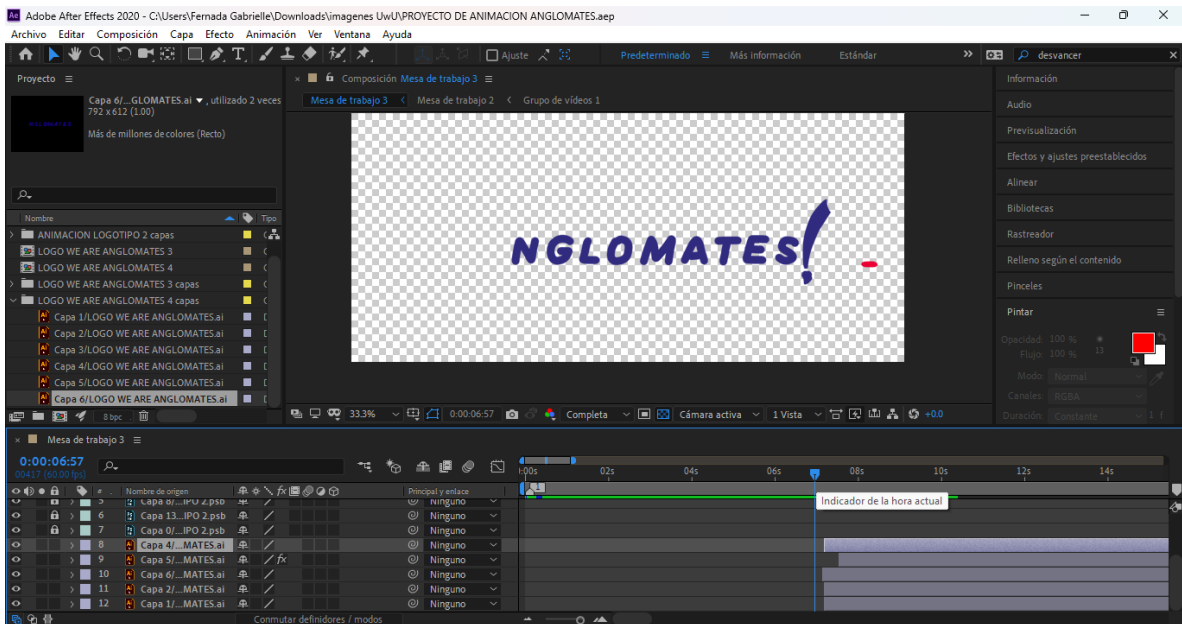 Adobe After Effects 2020 - C:\Users\Fernada Gabrielle\Downloads\imagenes UwU\PROYECTO DE ANIMACION ANGLOMATES.aep
Archivo Editar Composición Capa Efecto Animación Ver Ventana Ayuda
Ajuste Predeterminado Más información Estándar desvancer
Proyecto
Composición Mesa de trabajo 3
Información
Capa 6/...GLOMATES.ai , utilizado 2 veces
792 x 612 (1.00)
Más de millones de colores (Recto)
Mesa de trabajo 3 Mesa de trabajo 2 Grupo de vídeos 1
Audio
Previsualización
Efectos y ajustes preestablecidos
Alinear
Bibliotecas
Rastreador
Relleno según el contenido
Pinceles
Pintar
Opacidad: 100 %
Flujo: 100 % 13
Modo: Normal
Canales: RGBA
Duración: Constante 1 f
NGLOMATES!
Nombre Tipo
ANIMACION LOGOTIPO 2 capas
LOGO WE ARE ANGLOMATES 3
LOGO WE ARE ANGLOMATES 4
LOGO WE ARE ANGLOMATES 3 capas
LOGO WE ARE ANGLOMATES 4 capas
Capa 1/LOGO WE ARE ANGLOMATES.ai
Capa 2/LOGO WE ARE ANGLOMATES.ai
Capa 3/LOGO WE ARE ANGLOMATES.ai
Capa 4/LOGO WE ARE ANGLOMATES.ai
Capa 5/LOGO WE ARE ANGLOMATES.ai
Capa 6/LOGO WE ARE ANGLOMATES.ai
8 bpc
33.3% 0:00:06:57 Completa Cámara activa 1 Vista +0.0
Mesa de trabajo 3
0:00:06:57
00417 (60.00 fps)
02s 04s 06s 08s 10s 12s 14s
# Nombre de origen Principal y enlace
1
Indicador de la hora actual
5 Capa 8/...IPO 2.psb Ninguno
6 Capa 13...IPO 2.psb Ninguno
7 Capa 0/...IPO 2.psb Ninguno
8 Capa 4/...MATES.ai Ninguno
9 Capa 5/...MATES.ai fx Ninguno
10 Capa 6/...MATES.ai Ninguno
11 Capa 2/...MATES.ai Ninguno
12 Capa 1/...MATES.ai Ninguno
Conmutar definidores / modos